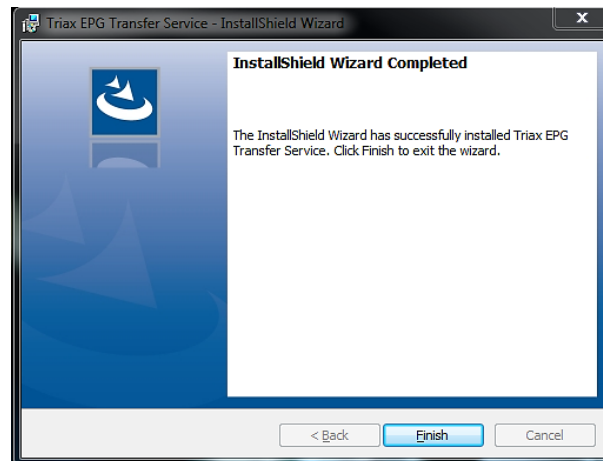 Triax EPG Transfer Service - InstallShield Wizard
x
InstallShield Wizard Completed
The InstallShield Wizard has successfully installed Triax EPG
Transfer Service. Click Finish to exit the wizard.
< Back Finish Cancel